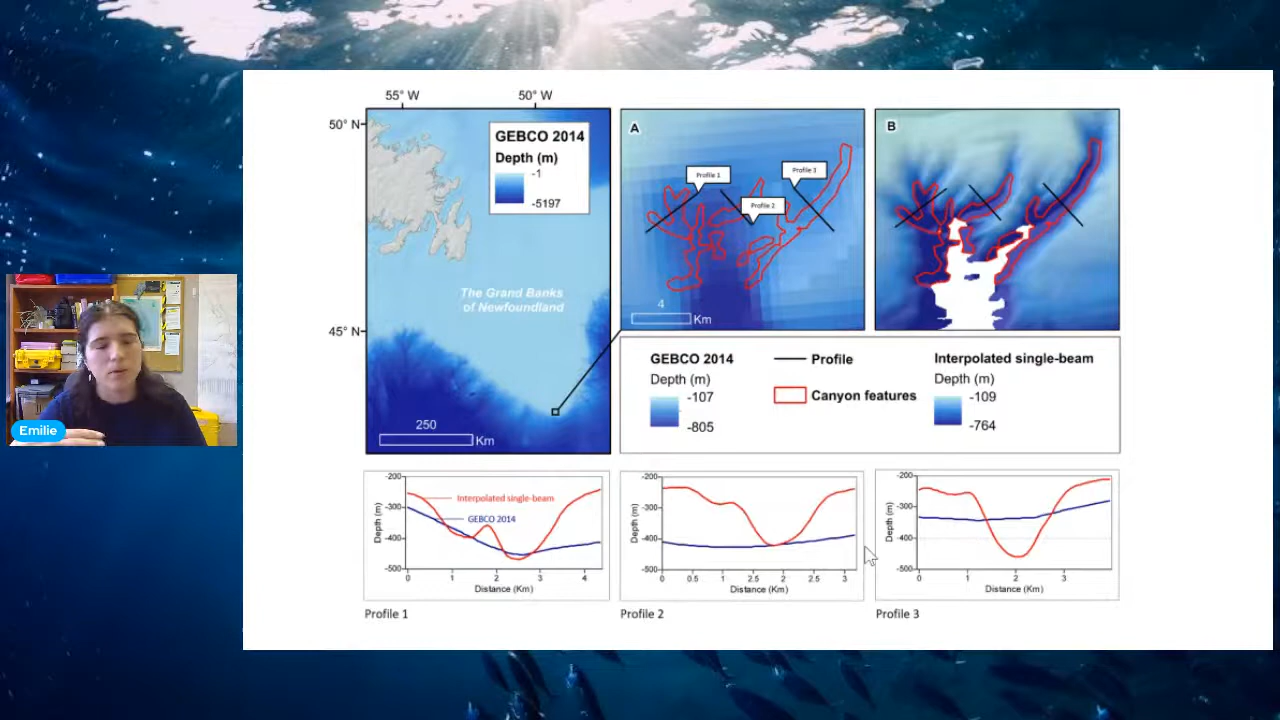 55° W
50° W
50° N
45° N
GEBCO 2014
Depth (m)
-1
-5197
The Grand Banks
of Newfoundland
250
Km
A
Profile 1
Profile 2
Profile 3
4
Km
B
GEBCO 2014
Depth (m)
-107
-805
Profile
Canyon features
Interpolated single-beam
Depth (m)
-109
-764
Emilie
Depth (m)
-200
-300
-400
-500
Interpolated single-beam
GEBCO 2014
0 1 2 3 4
Distance (Km)
Profile 1
Depth (m)
-200
-300
-400
-500
0 0.5 1 1.5 2 2.5 3
Distance (Km)
Profile 2
Depth (m)
-200
-300
-400
-500
0 1 2 3
Distance (Km)
Profile 3